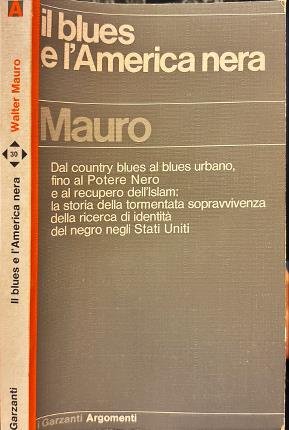 il blues
e l'America nera
Mauro
Dal country blues al blues urbano,
fino al Potere Nero
e al recupero dell'Islam:
la storia della tormentata sopravvivenza
della ricerca di identità
del negro negli Stati Uniti
i Garzanti Argomenti
A
Walter Mauro
30
Il blues e l'America nera
Garzanti